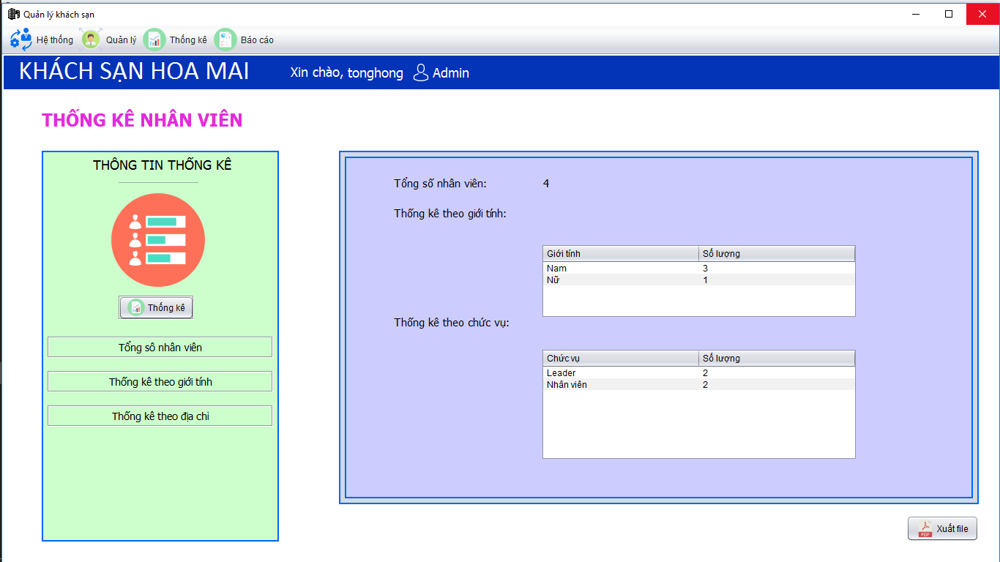 Quản lý khách sạn
Hệ thống Quản lý Thống kê Báo cáo
KHÁCH SẠN HOA MAI Xin chào, tonghong Admin
THỐNG KÊ NHÂN VIÊN
THÔNG TIN THỐNG KÊ
Thống kê
Tổng sô nhân viên
Thống kê theo giới tính
Thống kê theo địa chi
Tổng số nhân viên: 4
Thống kê theo giới tính:
Giới tính Số lượng
Nam 3
Nữ 1
Thống kê theo chức vụ:
Chức vụ Số lượng
Leader 2
Nhân viên 2
PDF Xuất file